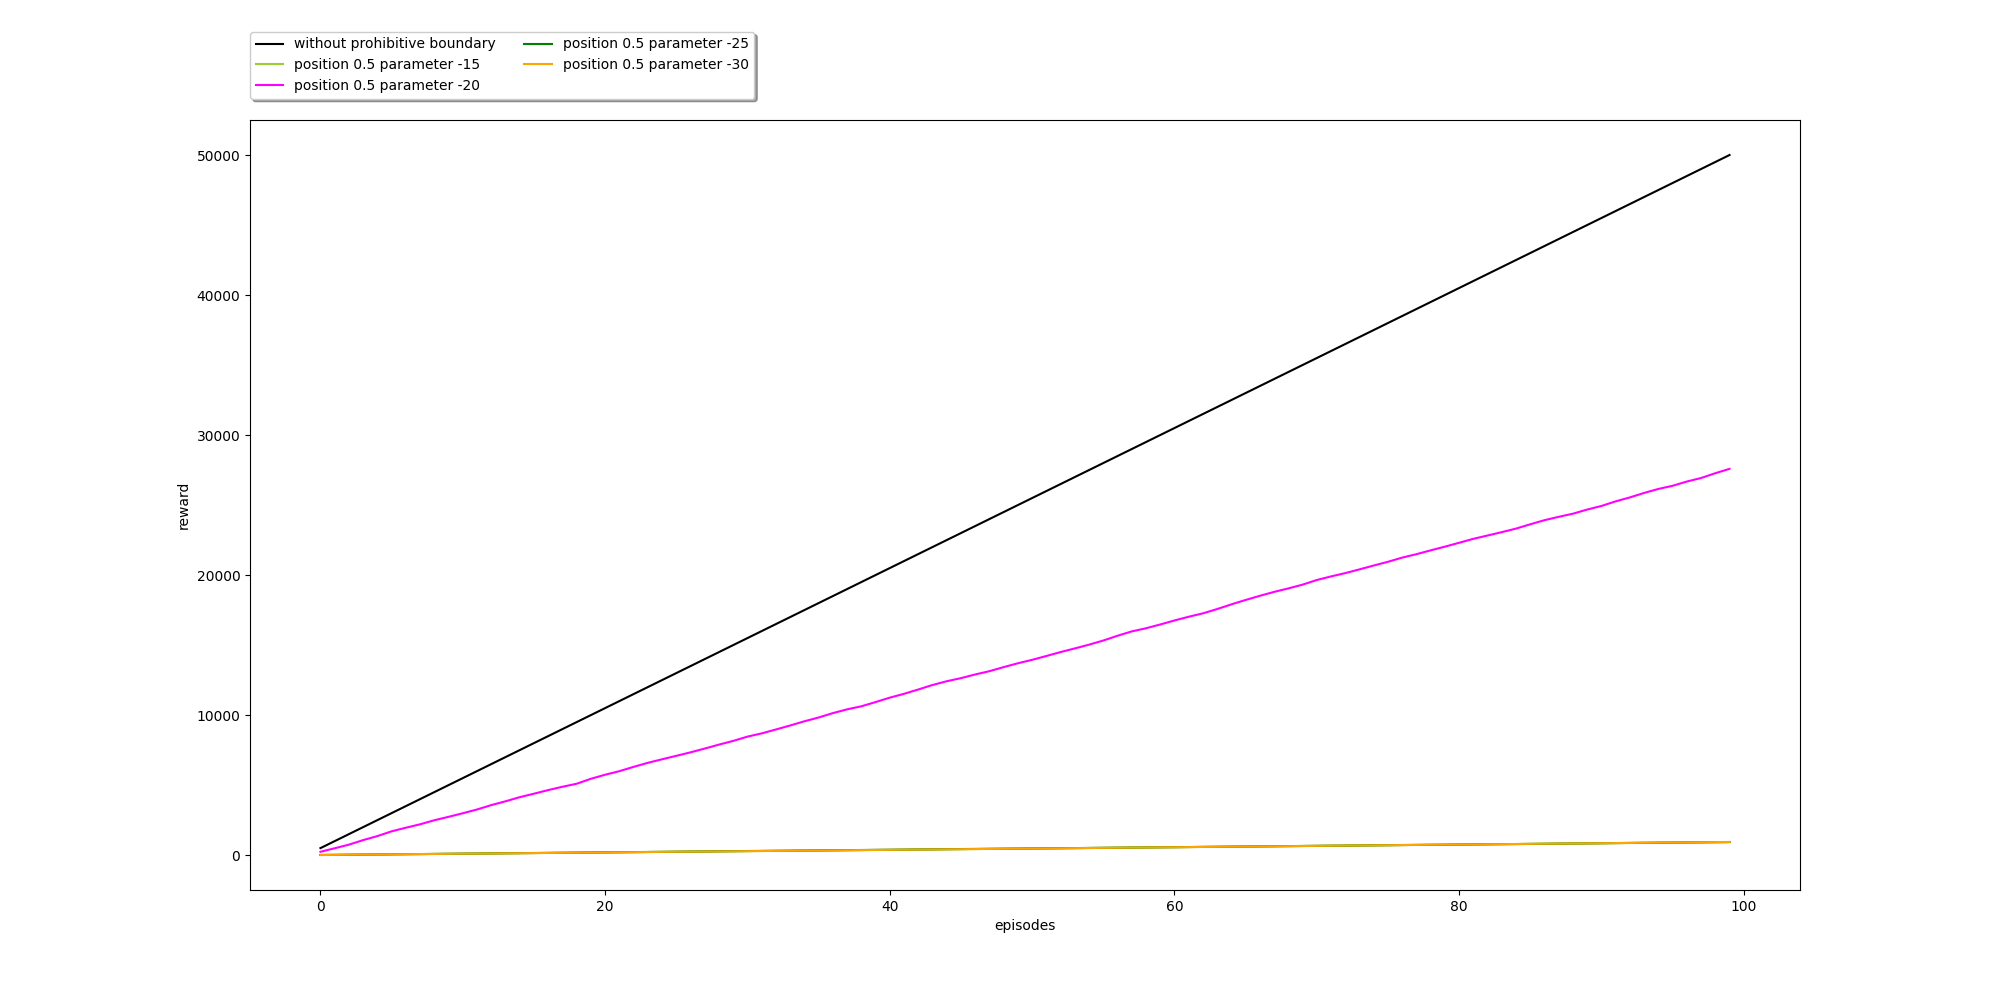 without prohibitive boundary
position 0.5 parameter -15
position 0.5 parameter -20
position 0.5 parameter -25
position 0.5 parameter -30
50000
40000
30000
20000
10000
0
reward
0 20 40 60 80 100
episodes